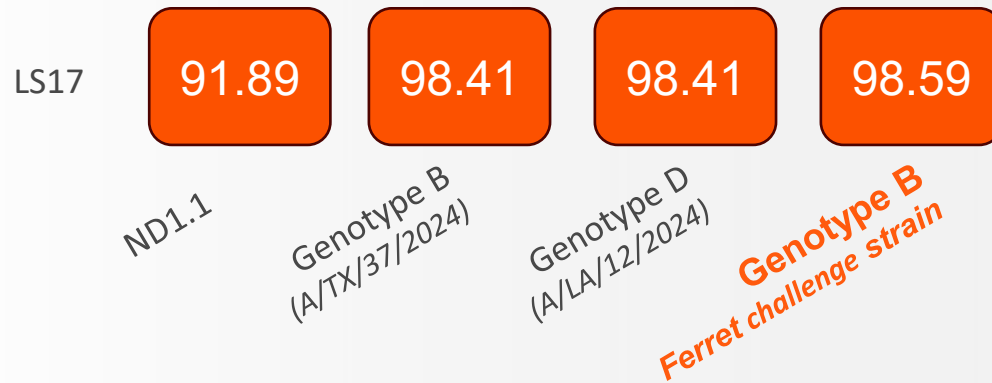 LS17 91.89 98.41 98.41 98.59
ND1.1
Genotype B
(A/TX/37/2024)
Genotype D
(A/LA/12/2024)
Genotype B
Ferret challenge strain